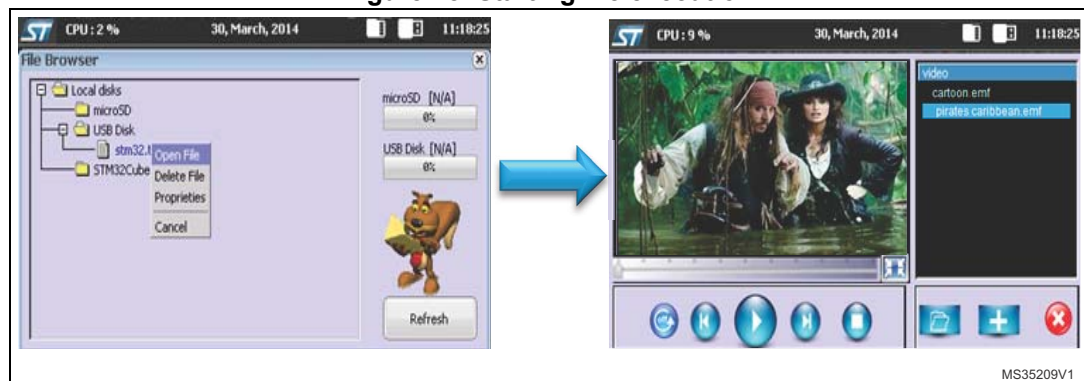 CPU : 2 % 30, March, 2014 11:18:25
File Browser
Local disks
microSD
USB Disk
stm32.
STM32Cube
Open File
Delete File
Proprieties
Cancel
microSD [N/A]
0%
USB Disk [N/A]
0%
Refresh
CPU : 9 % 30, March, 2014 11:18:25
video
cartoon.emf
pirates caribbean.emf
MS35209V1